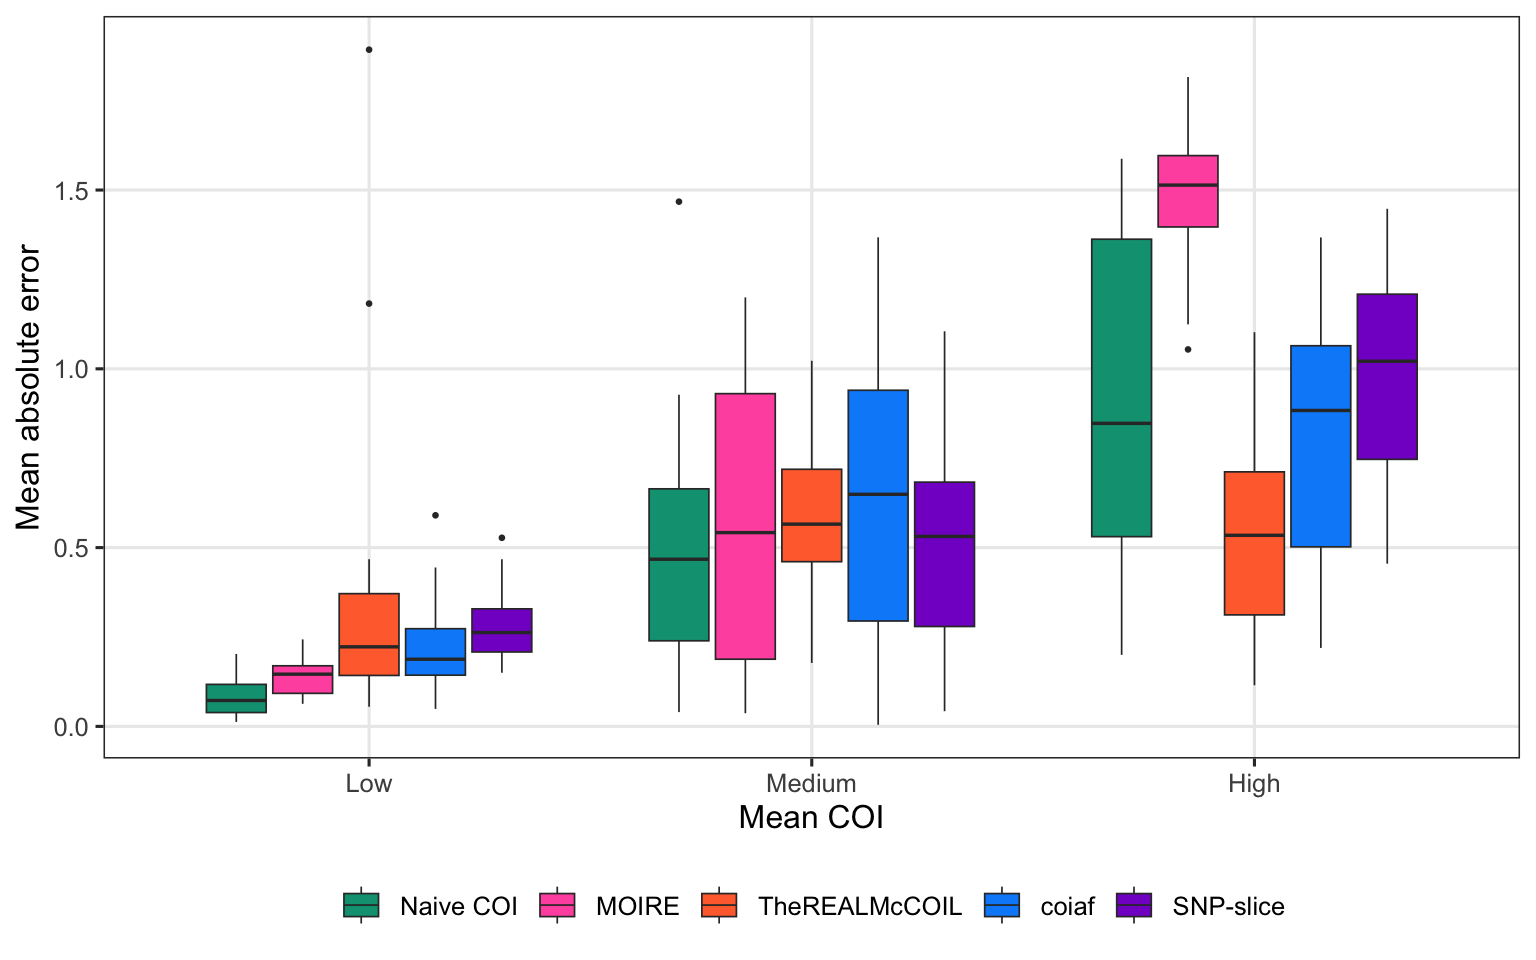 Mean absolute error
1.5
1.0
0.5
0.0
Low Medium High
Mean COI
Naive COI MOIRE TheREALMcCOIL coiaf SNP-slice